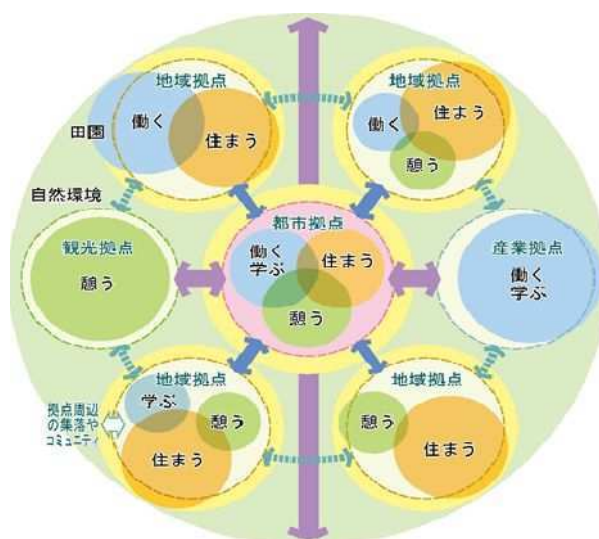 地域拠点
働く
住まう
田園
地域拠点
働く
住まう
憩う
自然環境
観光拠点
憩う
都市拠点
働く
学ぶ
住まう
憩う
産業拠点
働く
学ぶ
地域拠点
学ぶ
憩う
住まう
拠点周辺
の集落や
コミュニティ
地域拠点
憩う
住まう